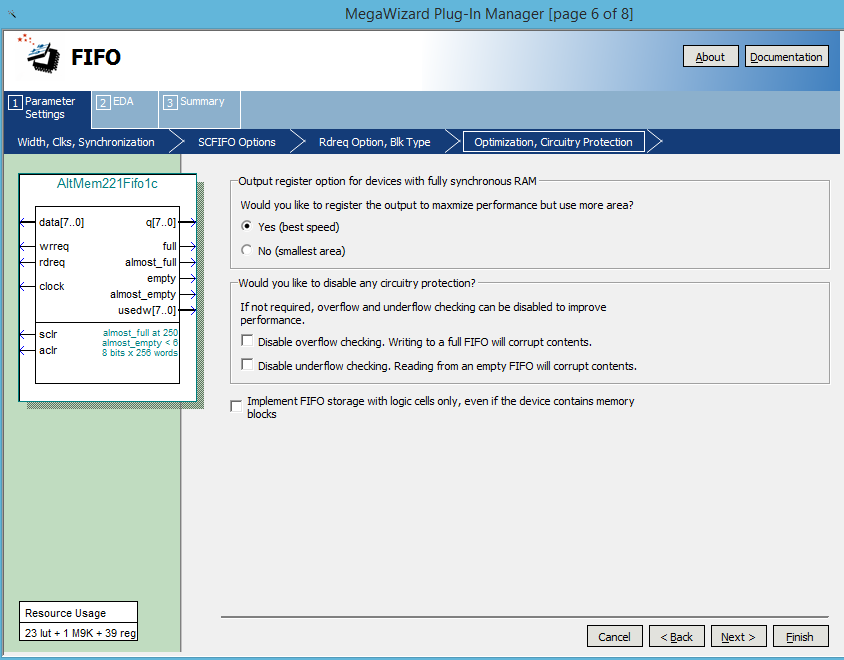 MegaWizard Plug-In Manager [page 6 of 8]
FIFO
About
Documentation
1 Parameter Settings
2 EDA
3 Summary
Width, Clks, Synchronization
SCFIFO Options
Rdreq Option, Blk Type
Optimization, Circuitry Protection
AltMem221Fifo1c
data[7..0]
q[7..0]
wrreq
full
rdreq
almost_full
empty
clock
almost_empty
usedw[7..0]
sclr
almost_full at 250
almost_empty < 6
aclr
8 bits x 256 words
Output register option for devices with fully synchronous RAM
Would you like to register the output to maxmize performance but use more area?
Yes (best speed)
No (smallest area)
Would you like to disable any circuitry protection?
If not required, overflow and underflow checking can be disabled to improve
performance.
Disable overflow checking. Writing to a full FIFO will corrupt contents.
Disable underflow checking. Reading from an empty FIFO will corrupt contents.
Implement FIFO storage with logic cells only, even if the device contains memory
blocks
Resource Usage
23 lut + 1 M9K + 39 reg
Cancel
< Back
Next >
Finish